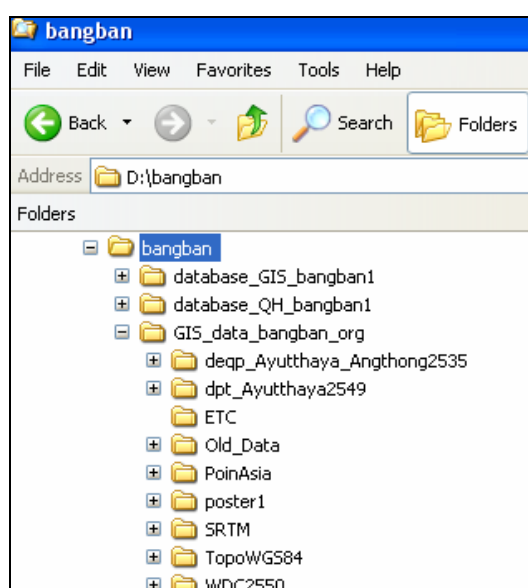 bangban
File Edit View Favorites Tools Help
Back Search Folders
Address D:\bangban
Folders
bangban
database_GIS_bangban1
database_QH_bangban1
GIS_data_bangban_org
deqp_Ayutthaya_Angthong2535
dpt_Ayutthaya2549
ETC
Old_Data
PoinAsia
poster1
SRTM
TopoWGS84
WDC2550